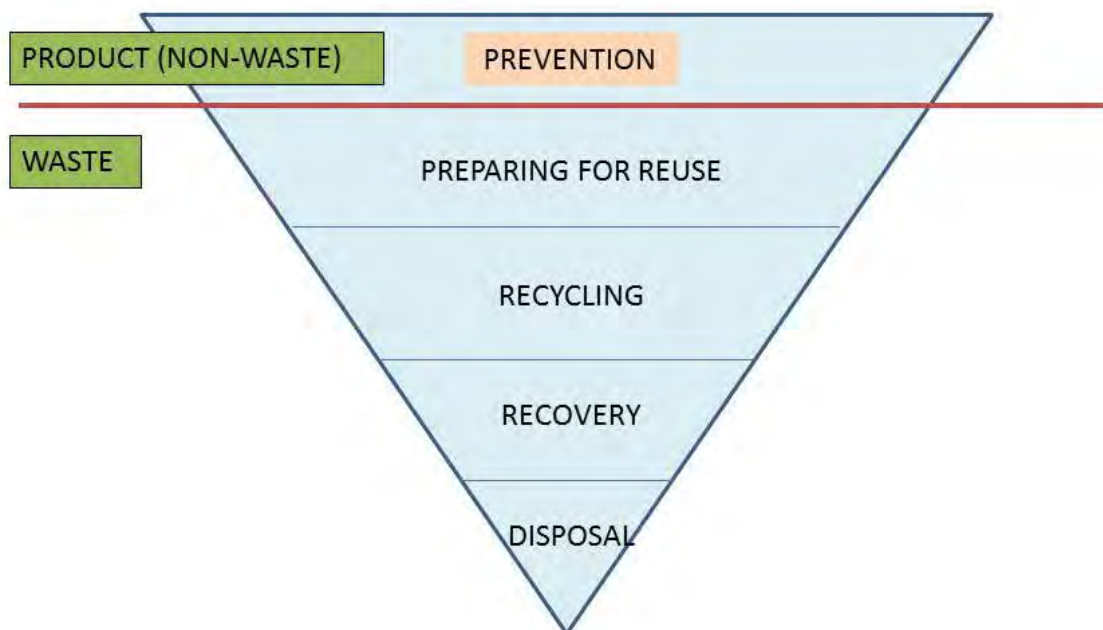 PRODUCT (NON-WASTE)
PREVENTION
WASTE
PREPARING FOR REUSE
RECYCLING
RECOVERY
DISPOSAL